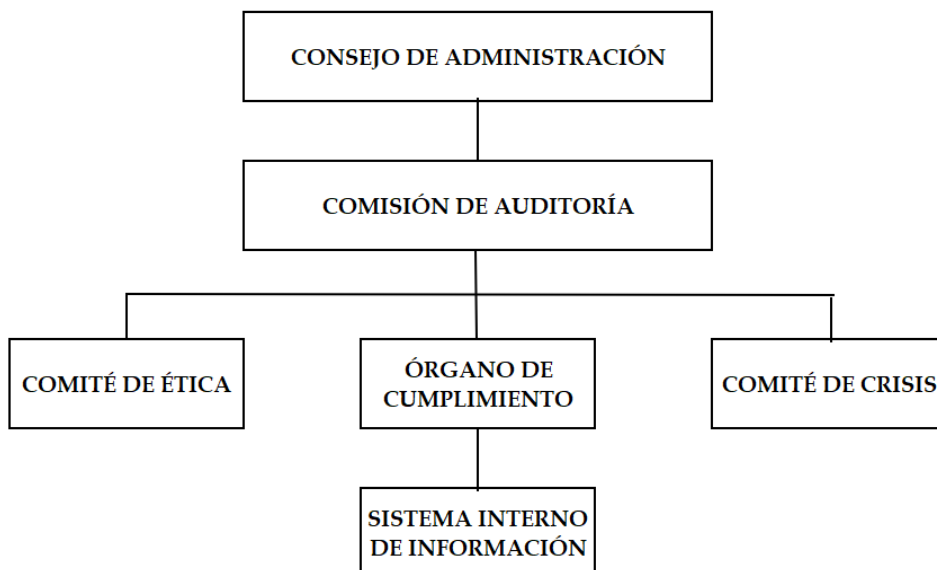 CONSEJO DE ADMINISTRACIÓN
COMISIÓN DE AUDITORÍA
COMITÉ DE ÉTICA
ÓRGANO DE
CUMPLIMIENTO
COMITÉ DE CRISIS
SISTEMA INTERNO
DE INFORMACIÓN